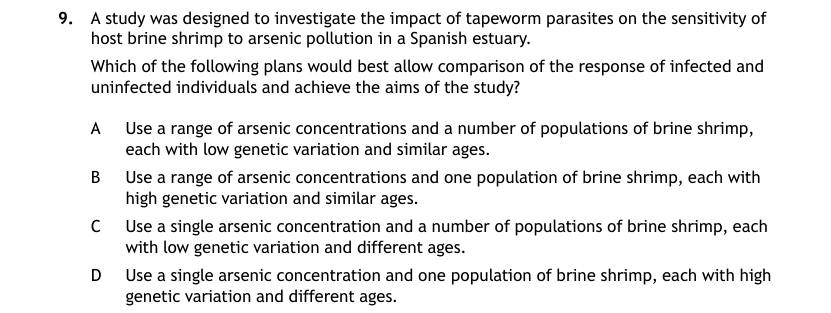 9. A study was designed to investigate the impact of tapeworm parasites on the sensitivity of
host brine shrimp to arsenic pollution in a Spanish estuary.
Which of the following plans would best allow comparison of the response of infected and
uninfected individuals and achieve the aims of the study?
A Use a range of arsenic concentrations and a number of populations of brine shrimp,
each with low genetic variation and similar ages.
B Use a range of arsenic concentrations and one population of brine shrimp, each with
high genetic variation and similar ages.
C Use a single arsenic concentration and a number of populations of brine shrimp, each
with low genetic variation and different ages.
D Use a single arsenic concentration and one population of brine shrimp, each with high
genetic variation and different ages.